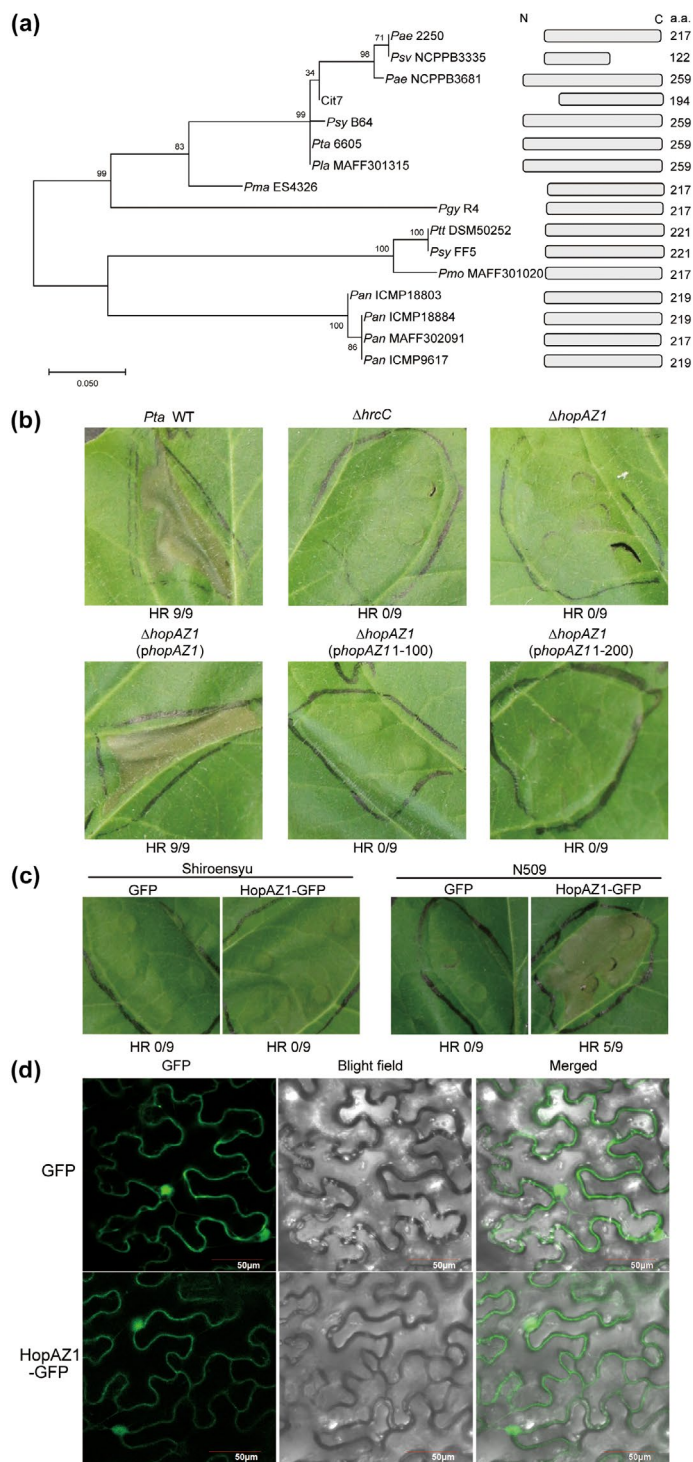 (a)
N C a.a.
71 Pae 2250 217
98 Psv NCPPB3335 122
34 Pae NCPPB3681 259
Cit7 194
99 Psy B64 259
83 Pta 6605 259
Pla MAFF301315 259
99 Pma ES4326 217
Pgy R4 217
100 Ptt DSM50252 221
Psy FF5 221
100 Pmo MAFF301020 217
Pan ICMP18803 219
100 Pan ICMP18884 219
86 Pan MAFF302091 217
Pan ICMP9617 219
0.050
(b)
Pta WT ΔhrcC ΔhopAZ1
HR 9/9 HR 0/9 HR 0/9
ΔhopAZ1 ΔhopAZ1 ΔhopAZ1
(phopAZ1) (phopAZ11-100) (phopAZ11-200)
HR 9/9 HR 0/9 HR 0/9
(c)
Shiroensyu N509
GFP HopAZ1-GFP GFP HopAZ1-GFP
HR 0/9 HR 0/9 HR 0/9 HR 5/9
(d)
GFP Blight field Merged
GFP
50μm 50μm 50μm
HopAZ1
-GFP
50μm 50μm 50μm